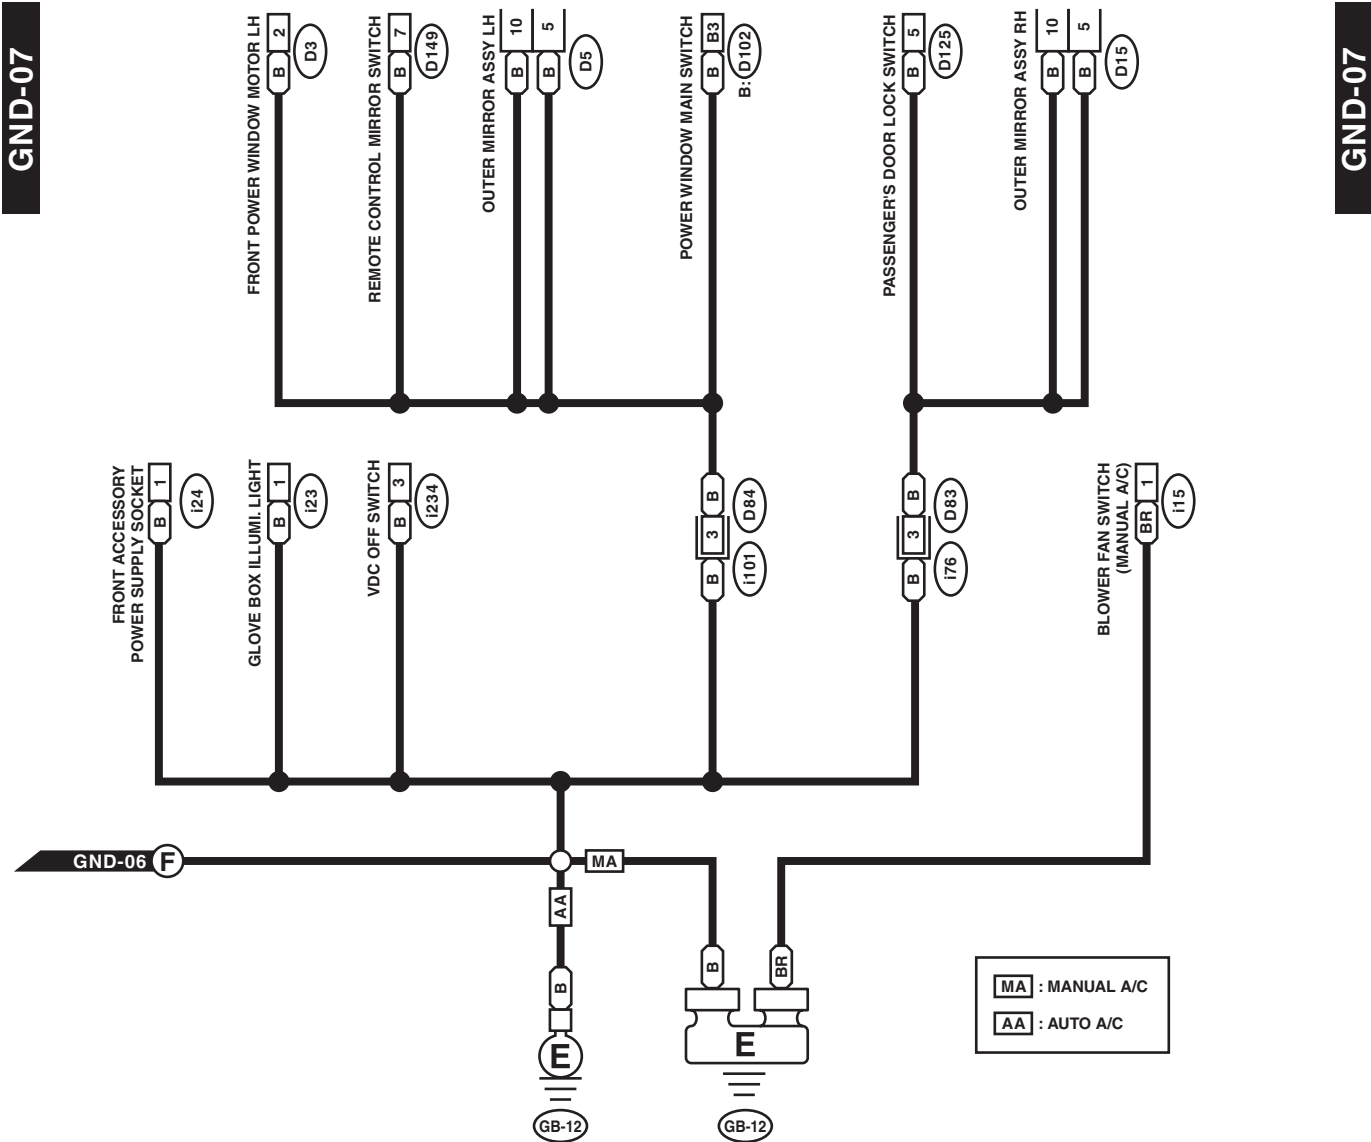 GND-07
GND-07
FRONT POWER WINDOW MOTOR LH
2
B
D3
REMOTE CONTROL MIRROR SWITCH
7
B
D149
OUTER MIRROR ASSY LH
10
5
B
B
D5
POWER WINDOW MAIN SWITCH
B3
B
B: D102
PASSENGER'S DOOR LOCK SWITCH
5
B
D125
OUTER MIRROR ASSY RH
10
5
B
B
D15
FRONT ACCESSORY
POWER SUPPLY SOCKET
1
B
i24
GLOVE BOX ILLUMI. LIGHT
1
B
i23
VDC OFF SWITCH
3
B
i234
B
3
B
D84
i101
B
3
B
D83
i76
BLOWER FAN SWITCH
(MANUAL A/C)
1
BR
i15
GND-06 F
MA
AA
B
E
GB-12
B
BR
E
GB-12
MA : MANUAL A/C
AA : AUTO A/C